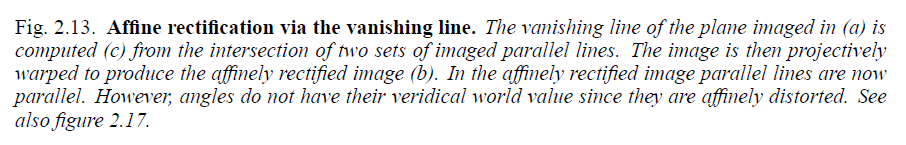 Fig. 2.13. Affine rectification via the vanishing line. The vanishing line of the plane imaged in (a) is
computed (c) from the intersection of two sets of imaged parallel lines. The image is then projectively
warped to produce the affinely rectified image (b). In the affinely rectified image parallel lines are now
parallel. However, angles do not have their veridical world value since they are affinely distorted. See
also figure 2.17.